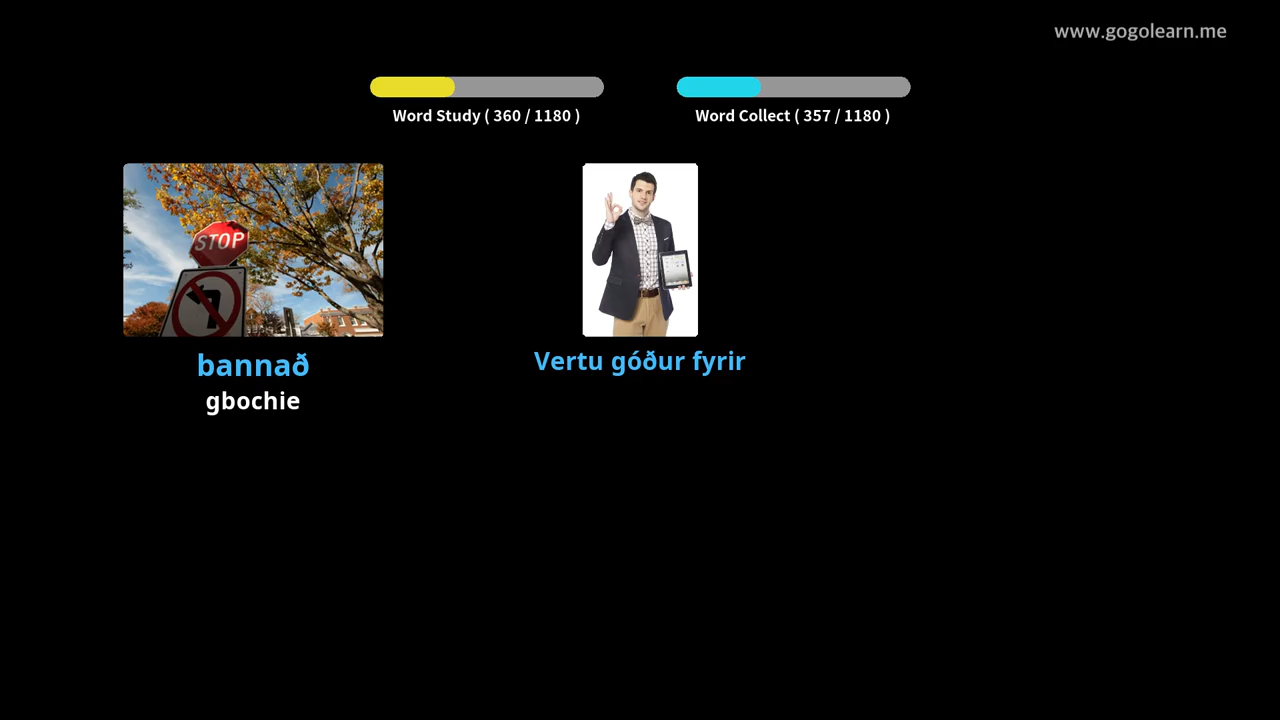 www.gogolearn.me
Word Study ( 360 / 1180 )
Word Collect ( 357 / 1180 )
STOP
bannað
gbochie
Vertu góður fyrir